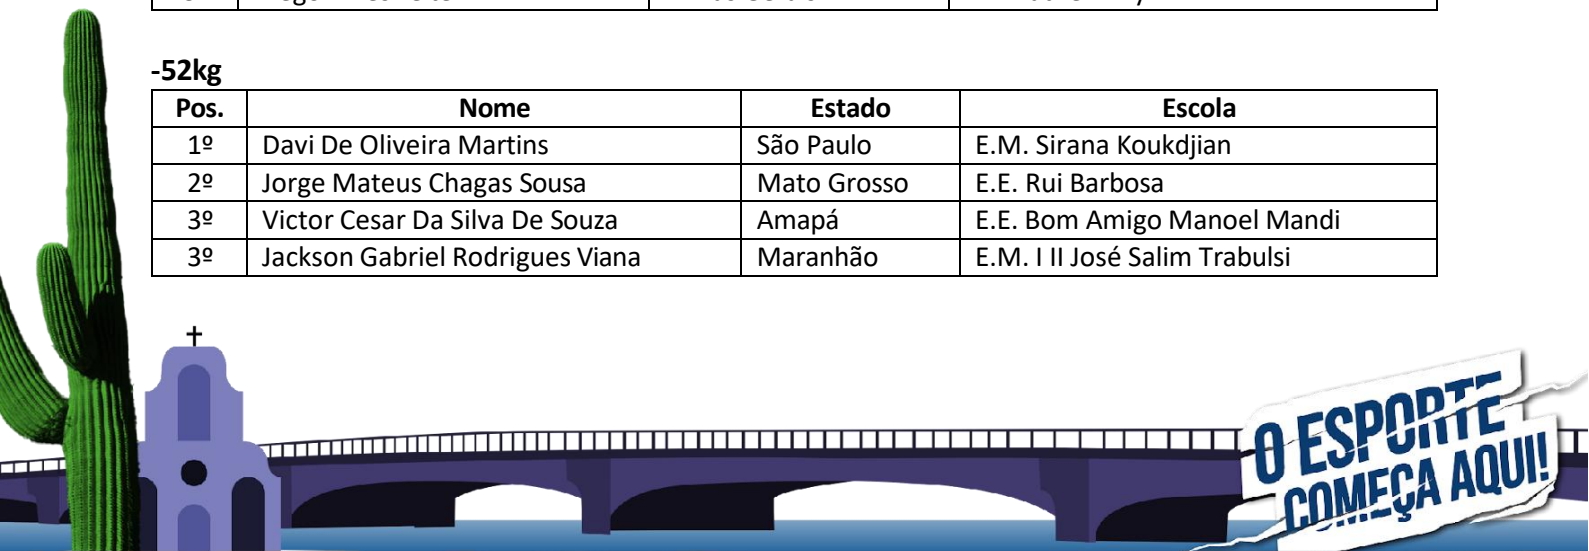 -52kg
Pos. Nome Estado Escola
1º Davi De Oliveira Martins São Paulo E.M. Sirana Koukdjian
2º Jorge Mateus Chagas Sousa Mato Grosso E.E. Rui Barbosa
3º Victor Cesar Da Silva De Souza Amapá E.E. Bom Amigo Manoel Mandi
3º Jackson Gabriel Rodrigues Viana Maranhão E.M. I II José Salim Trabulsi
O ESPORTE
COMEÇA AQUI!